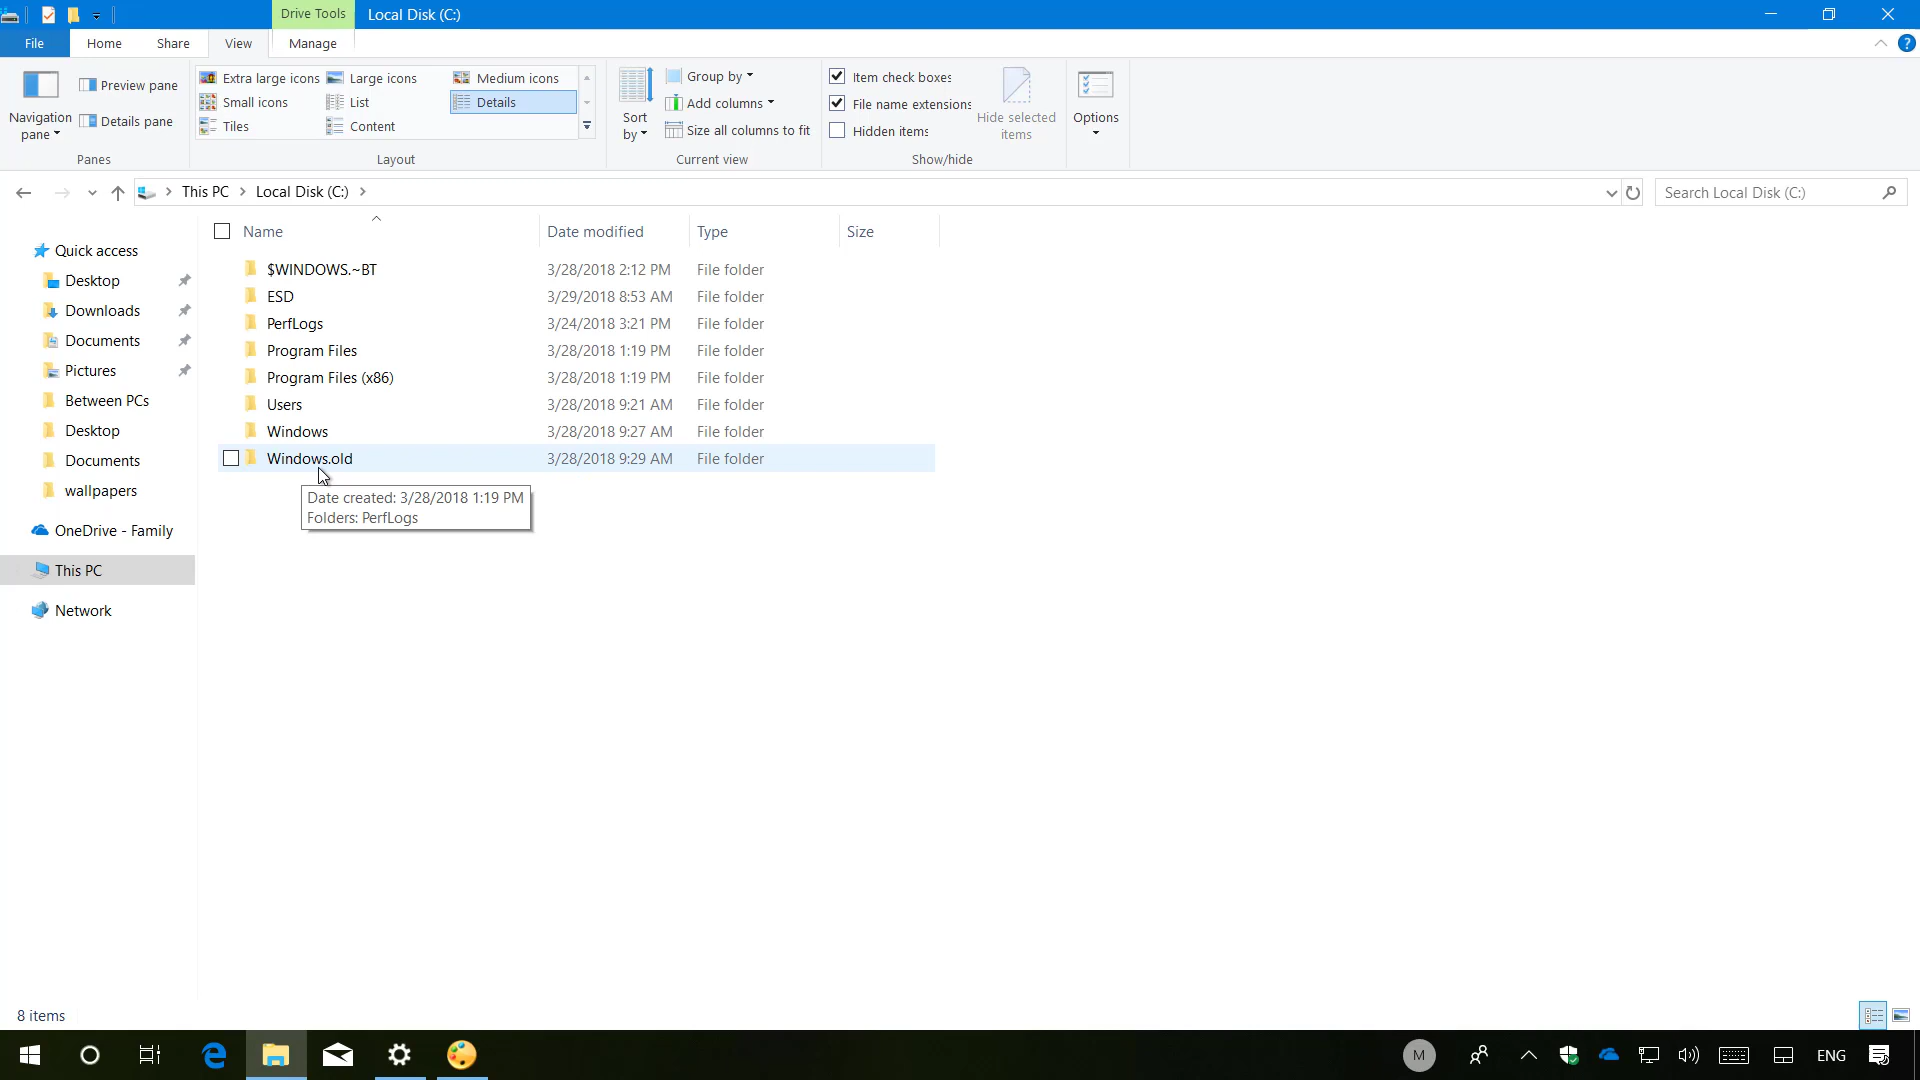 Drive Tools
Local Disk (C:)
File
Home
Share
View
Manage
Navigation pane
Preview pane
Details pane
Panes
Extra large icons
Large icons
Medium icons
Small icons
List
Details
Tiles
Content
Layout
Sort by
Group by
Add columns
Size all columns to fit
Current view
Item check boxes
File name extensions
Hidden items
Hide selected items
Show/hide
Options
This PC
Local Disk (C:)
Search Local Disk (C:)
Quick access
Desktop
Downloads
Documents
Pictures
Between PCs
Desktop
Documents
wallpapers
OneDrive - Family
This PC
Network
Name Date modified Type Size
$WINDOWS.~BT 3/28/2018 2:12 PM File folder
ESD 3/29/2018 8:53 AM File folder
PerfLogs 3/24/2018 3:21 PM File folder
Program Files 3/28/2018 1:19 PM File folder
Program Files (x86) 3/28/2018 1:19 PM File folder
Users 3/28/2018 9:21 AM File folder
Windows 3/28/2018 9:27 AM File folder
Windows.old 3/28/2018 9:29 AM File folder
Date created: 3/28/2018 1:19 PM
Folders: PerfLogs
8 items
M
ENG